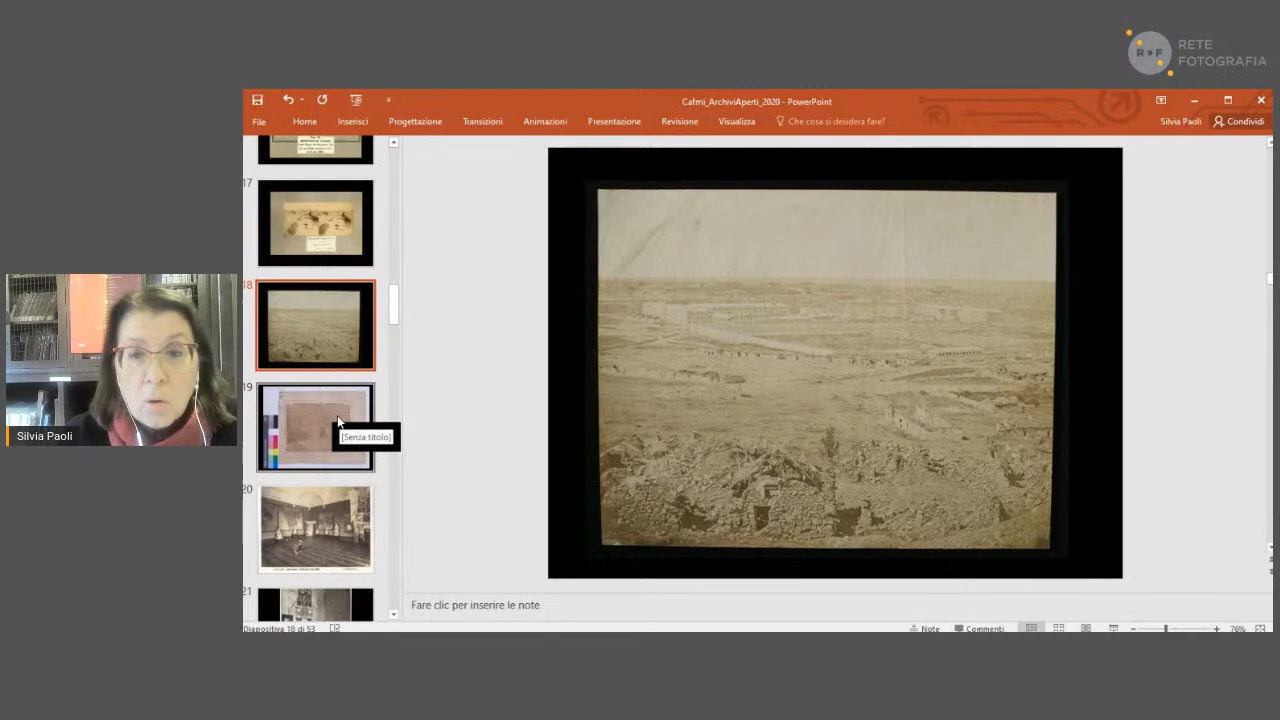 RETE
FOTOGRAFIA
R F
Cafmi_ArchiviAperti_2020 - PowerPoint
File Home Inserisci Progettazione Transizioni Animazioni Presentazione Revisione Visualizza Che cosa si desidera fare? Silvia Paoli Condividi
17
18
19
[Senza titolo]
20
21
Silvia Paoli
Fare clic per inserire le note
Diapositiva 18 di 53 Note Commenti 76%